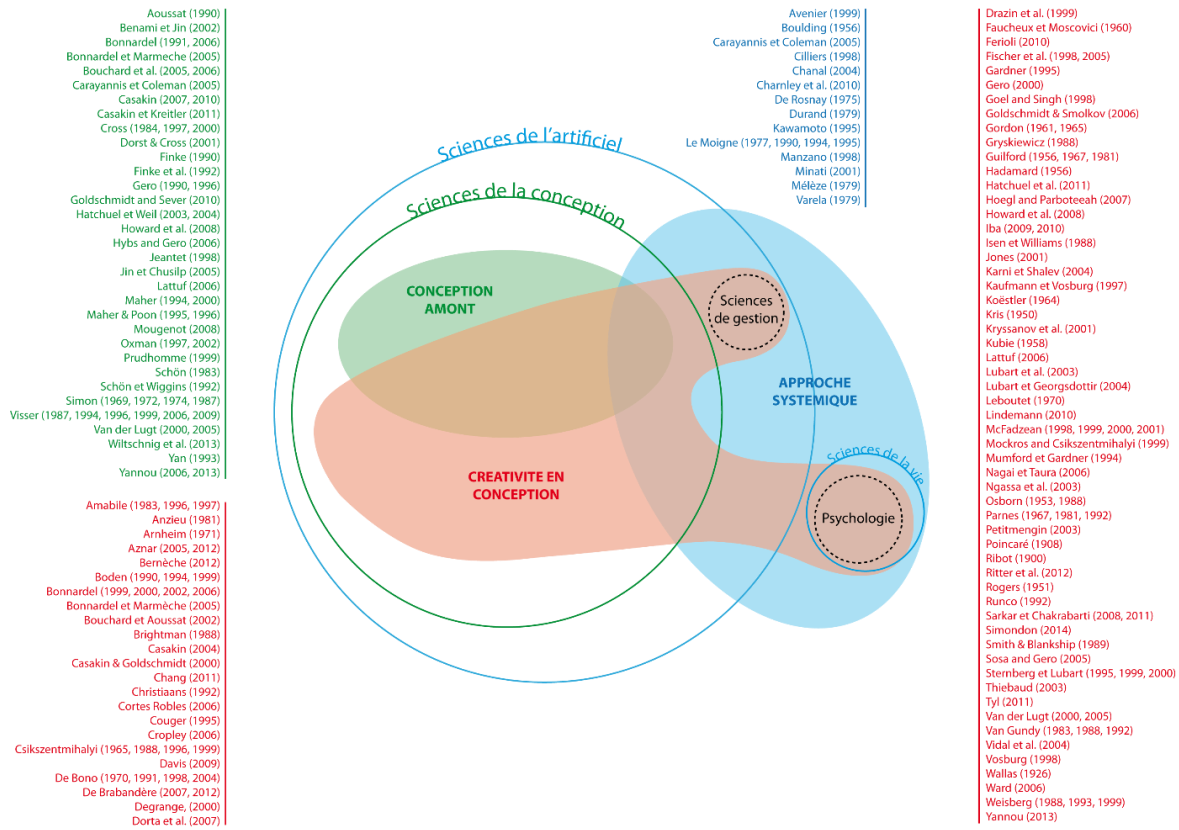 Aoussat (1990)
Benami et Jin (2002)
Bonnardel (1991, 2006)
Bonnardel et Marmeche (2005)
Bouchard et al. (2005, 2006)
Carayannis et Coleman (2005)
Casakin (2007, 2010)
Casakin et Kreitler (2011)
Cross (1984, 1997, 2000)
Dorst & Cross (2001)
Finke (1990)
Finke et al. (1992)
Gero (1990, 1996)
Goldschmidt and Sever (2010)
Hatchuel et Weil (2003, 2004)
Howard et al. (2008)
Hybs and Gero (2006)
Jeantet (1998)
Jin et Chusilp (2005)
Lattuf (2006)
Maher (1994, 2000)
Maher & Poon (1995, 1996)
Mougenot (2008)
Oxman (1997, 2002)
Prudhomme (1999)
Schön (1983)
Schön et Wiggins (1992)
Simon (1969, 1972, 1974, 1987)
Visser (1987, 1994, 1996, 1999, 2006, 2009)
Van der Lugt (2000, 2005)
Wiltschnig et al. (2013)
Yan (1993)
Yannou (2006, 2013)
Amabile (1983, 1996, 1997)
Anzieu (1981)
Arnheim (1971)
Aznar (2005, 2012)
Bernèche (2012)
Boden (1990, 1994, 1999)
Bonnardel (1999, 2000, 2002, 2006)
Bonnardel et Marmèche (2005)
Bouchard et Aoussat (2002)
Brightman (1988)
Casakin (2004)
Casakin & Goldschmidt (2000)
Chang (2011)
Christiaans (1992)
Cortes Robles (2006)
Couger (1995)
Cropley (2006)
Csikszentmihalyi (1965, 1988, 1996, 1999)
Davis (2009)
De Bono (1970, 1991, 1998, 2004)
De Brabandère (2007, 2012)
Degrange, (2000)
Dorta et al. (2007)
Sciences de l'artificiel
Sciences de la conception
CONCEPTION
AMONT
CREATIVITE EN
CONCEPTION
Sciences
de gestion
APPROCHE
SYSTEMIQUE
Sciences de la vie
Psychologie
Avenier (1999)
Boulding (1956)
Carayannis et Coleman (2005)
Cilliers (1998)
Chanal (2004)
Charnley et al. (2010)
De Rosnay (1975)
Durand (1979)
Kawamoto (1995)
Le Moigne (1977, 1990, 1994, 1995)
Manzano (1998)
Minati (2001)
Mélèze (1979)
Varela (1979)
Drazin et al. (1999)
Faucheux et Moscovici (1960)
Ferioli (2010)
Fischer et al. (1998, 2005)
Gardner (1995)
Gero (2000)
Goel and Singh (1998)
Goldschmidt & Smolkov (2006)
Gordon (1961, 1965)
Gryskiewicz (1988)
Guilford (1956, 1967, 1981)
Hadamard (1956)
Hatchuel et al. (2011)
Hoegl and Parboteeah (2007)
Howard et al. (2008)
Iba (2009, 2010)
Isen et Williams (1988)
Jones (2001)
Karni et Shalev (2004)
Kaufmann et Vosburg (1997)
Koëstler (1964)
Kris (1950)
Kryssanov et al. (2001)
Kubie (1958)
Lattuf (2006)
Lubart et al. (2003)
Lubart et Georgsdottir (2004)
Leboutet (1970)
Lindemann (2010)
McFadzean (1998, 1999, 2000, 2001)
Mockros and Csikszentmihalyi (1999)
Mumford et Gardner (1994)
Nagai et Taura (2006)
Ngassa et al. (2003)
Osborn (1953, 1988)
Parnes (1967, 1981, 1992)
Petitmengin (2003)
Poincaré (1908)
Ribot (1900)
Ritter et al. (2012)
Rogers (1951)
Runco (1992)
Sarkar et Chakrabarti (2008, 2011)
Simondon (2014)
Smith & Blankship (1989)
Sosa and Gero (2005)
Sternberg et Lubart (1995, 1999, 2000)
Thiebaud (2003)
Tyl (2011)
Van der Lugt (2000, 2005)
Van Gundy (1983, 1988, 1992)
Vidal et al. (2004)
Vosburg (1998)
Wallas (1926)
Ward (2006)
Weisberg (1988, 1993, 1999)
Yannou (2013)